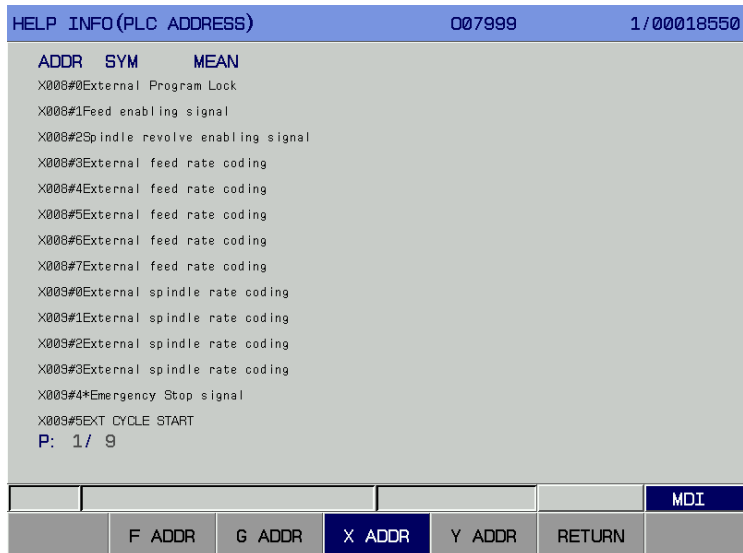 HELP INFO(PLC ADDRESS) O07999 1/00018550
ADDR SYM MEAN
X008#0External Program Lock
X008#1Feed enabling signal
X008#2Spindle revolve enabling signal
X008#3External feed rate coding
X008#4External feed rate coding
X008#5External feed rate coding
X008#6External feed rate coding
X008#7External feed rate coding
X009#0External spindle rate coding
X009#1External spindle rate coding
X009#2External spindle rate coding
X009#3External spindle rate coding
X009#4*Emergency Stop signal
X009#5EXT CYCLE START
P: 1/ 9
MDI
F ADDR G ADDR X ADDR Y ADDR RETURN